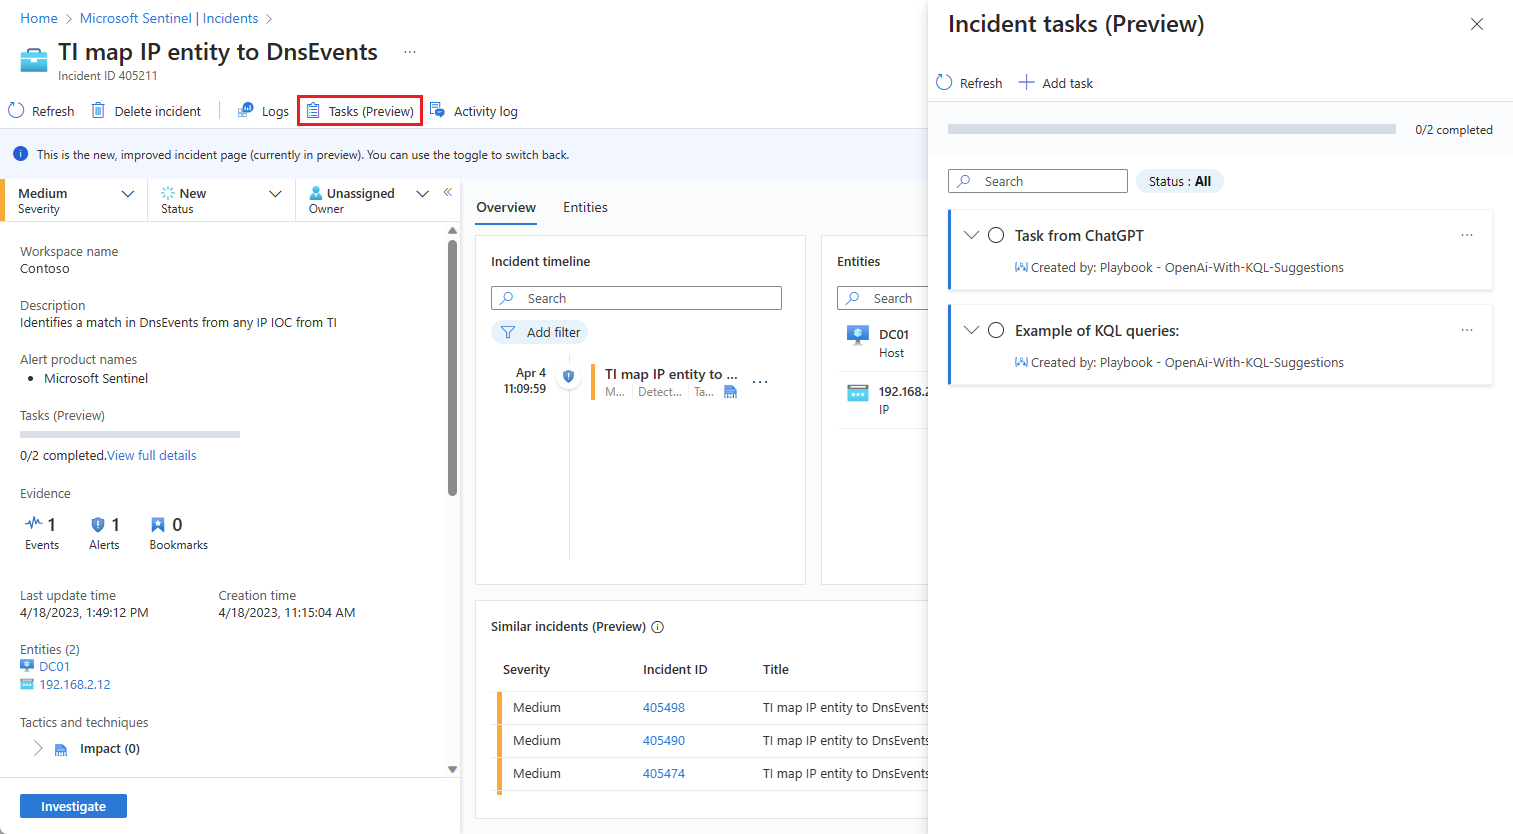 Home > Microsoft Sentinel | Incidents >
TI map IP entity to DnsEvents ...
Incident ID 405211
Refresh Delete incident Logs Tasks (Preview) Activity log
This is the new, improved incident page (currently in preview). You can use the toggle to switch back.
Medium
Severity
New
Status
Unassigned
Owner
«
Workspace name
Contoso
Description
Identifies a match in DnsEvents from any IP IOC from TI
Alert product names
• Microsoft Sentinel
Tasks (Preview)
0/2 completed.View full details
Evidence
1
Events
1
Alerts
0
Bookmarks
Last update time
4/18/2023, 1:49:12 PM
Creation time
4/18/2023, 11:15:04 AM
Entities (2)
DC01
192.168.2.12
Tactics and techniques
Impact (0)
Investigate
Overview Entities
Incident timeline
Search
Add filter
Apr 4
11:09:59
TI map IP entity to ...
M... Detect... Ta...
...
Entities
Search
DC01
Host
192.168.2
IP
Similar incidents (Preview)
Severity Incident ID Title
Medium 405498 TI map IP entity to DnsEvents
Medium 405490 TI map IP entity to DnsEvents
Medium 405474 TI map IP entity to DnsEvents
Incident tasks (Preview)
Refresh Add task
0/2 completed
Search
Status : All
Task from ChatGPT ...
Created by: Playbook - OpenAi-With-KQL-Suggestions
Example of KQL queries: ...
Created by: Playbook - OpenAi-With-KQL-Suggestions